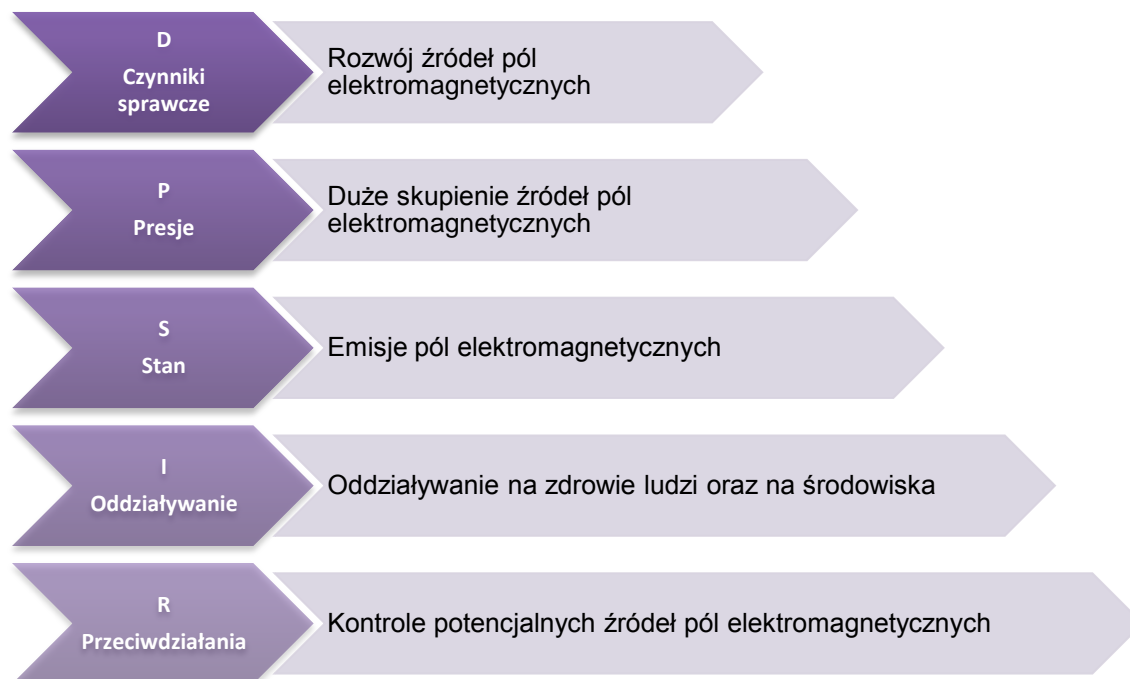 D
Czynniki
sprawcze
Rozwój źródeł pól
elektromagnetycznych
P
Presje
Duże skupienie źródeł pól
elektromagnetycznych
S
Stan
Emisje pól elektromagnetycznych
I
Oddziaływanie
Oddziaływanie na zdrowie ludzi oraz na środowiska
R
Przeciwdziałania
Kontrole potencjalnych źródeł pól elektromagnetycznych